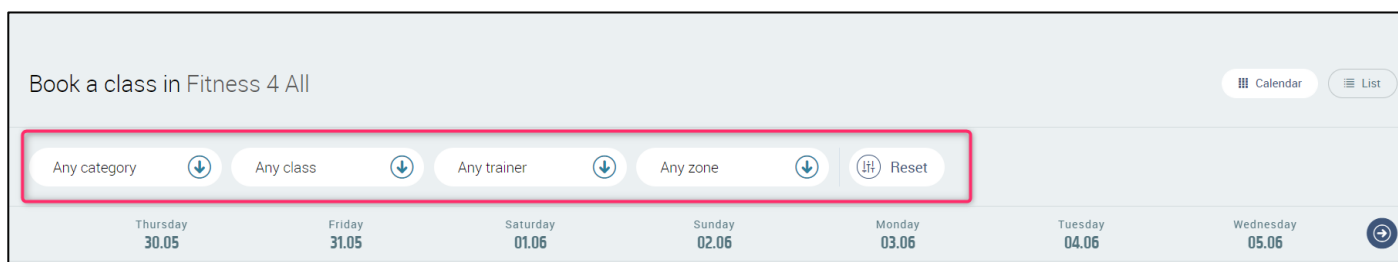 Book a class in Fitness 4 All
Calendar
List
Any category
Any class
Any trainer
Any zone
Reset
Thursday
30.05
Friday
31.05
Saturday
01.06
Sunday
02.06
Monday
03.06
Tuesday
04.06
Wednesday
05.06